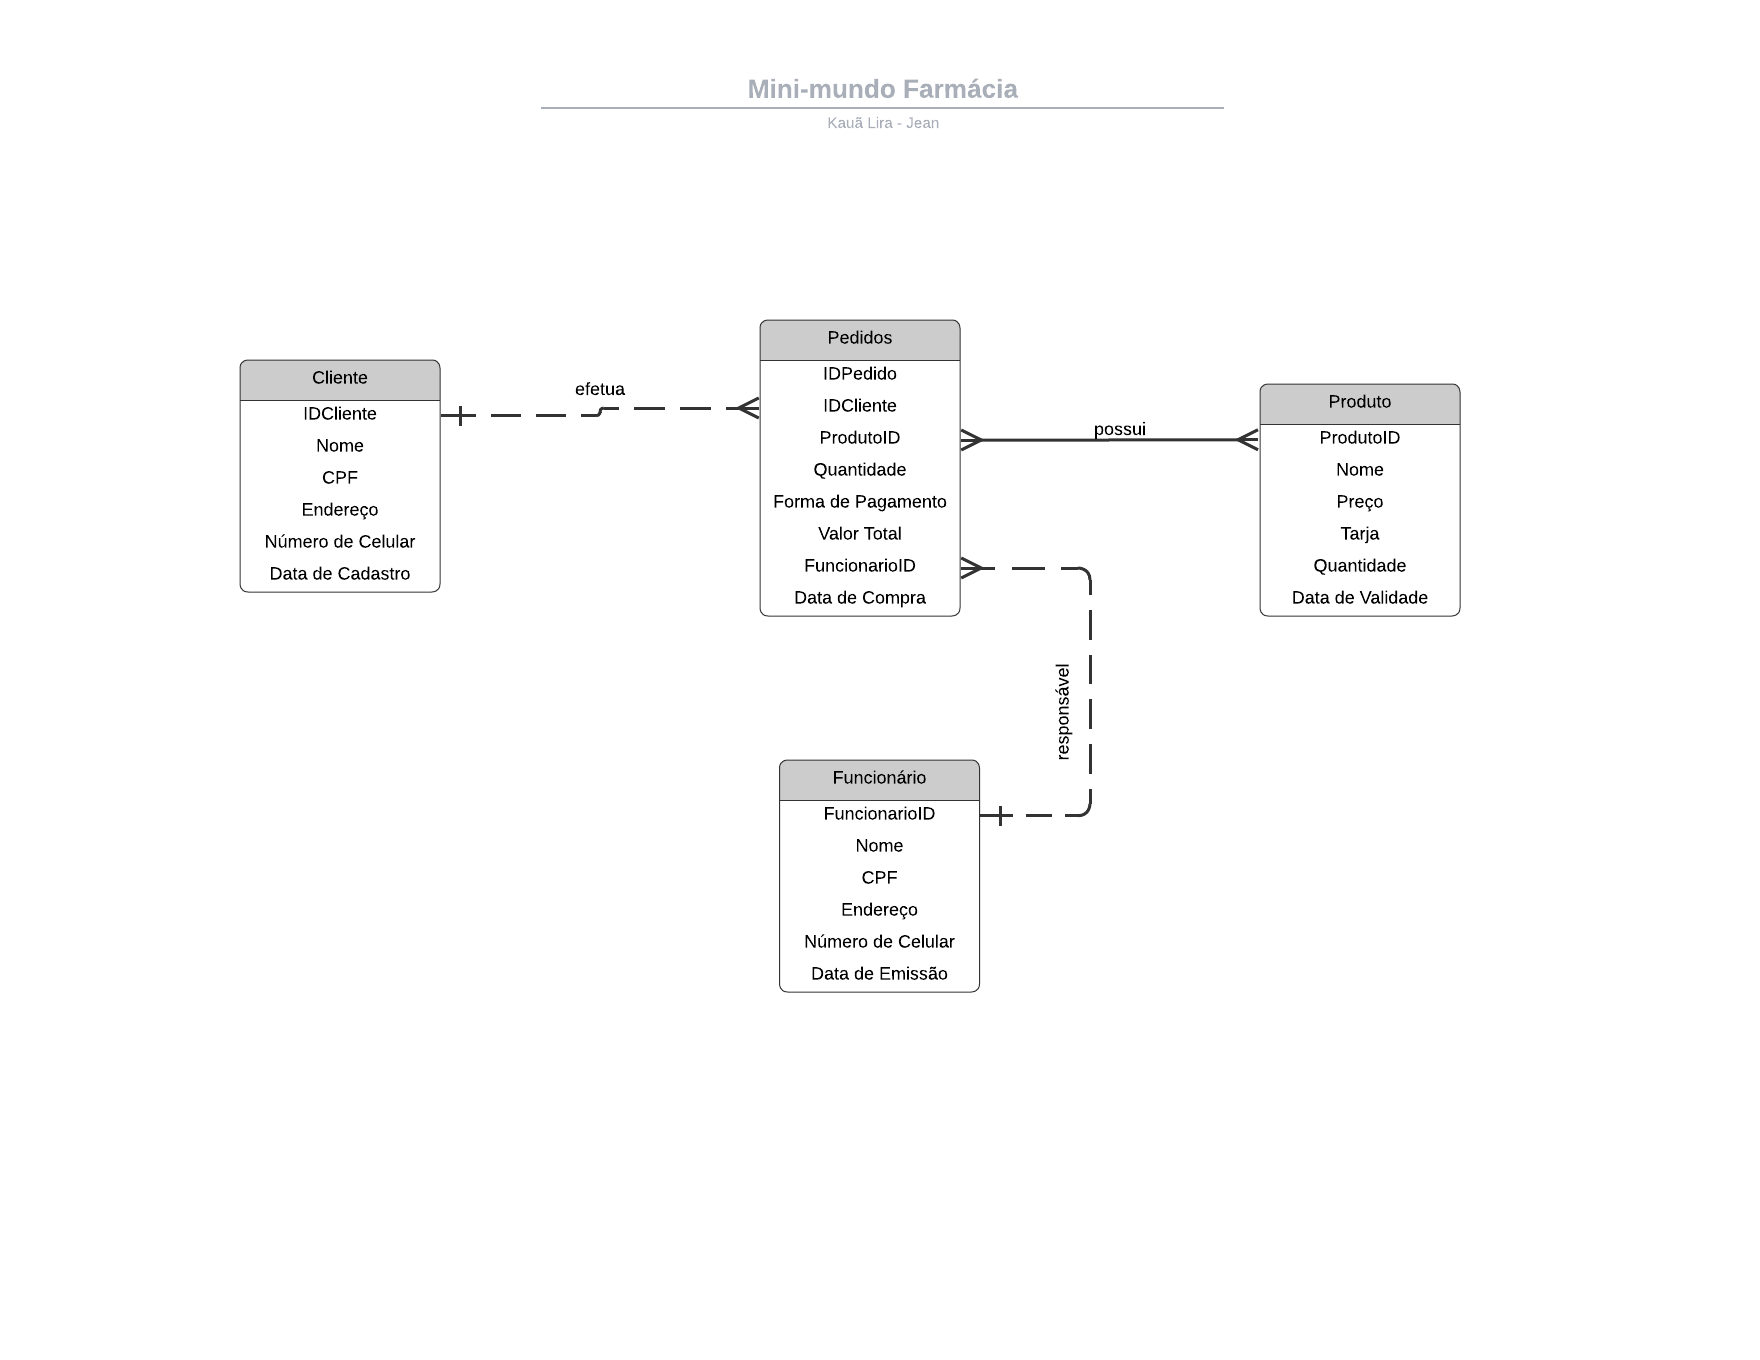 Mini-mundo Farmácia
Kauã Lira - Jean
Cliente
IDCliente
Nome
CPF
Endereço
Número de Celular
Data de Cadastro
efetua
Pedidos
IDPedido
IDCliente
ProdutoID
Quantidade
Forma de Pagamento
Valor Total
FuncionarioID
Data de Compra
possui
Produto
ProdutoID
Nome
Preço
Tarja
Quantidade
Data de Validade
responsável
Funcionário
FuncionarioID
Nome
CPF
Endereço
Número de Celular
Data de Emissão